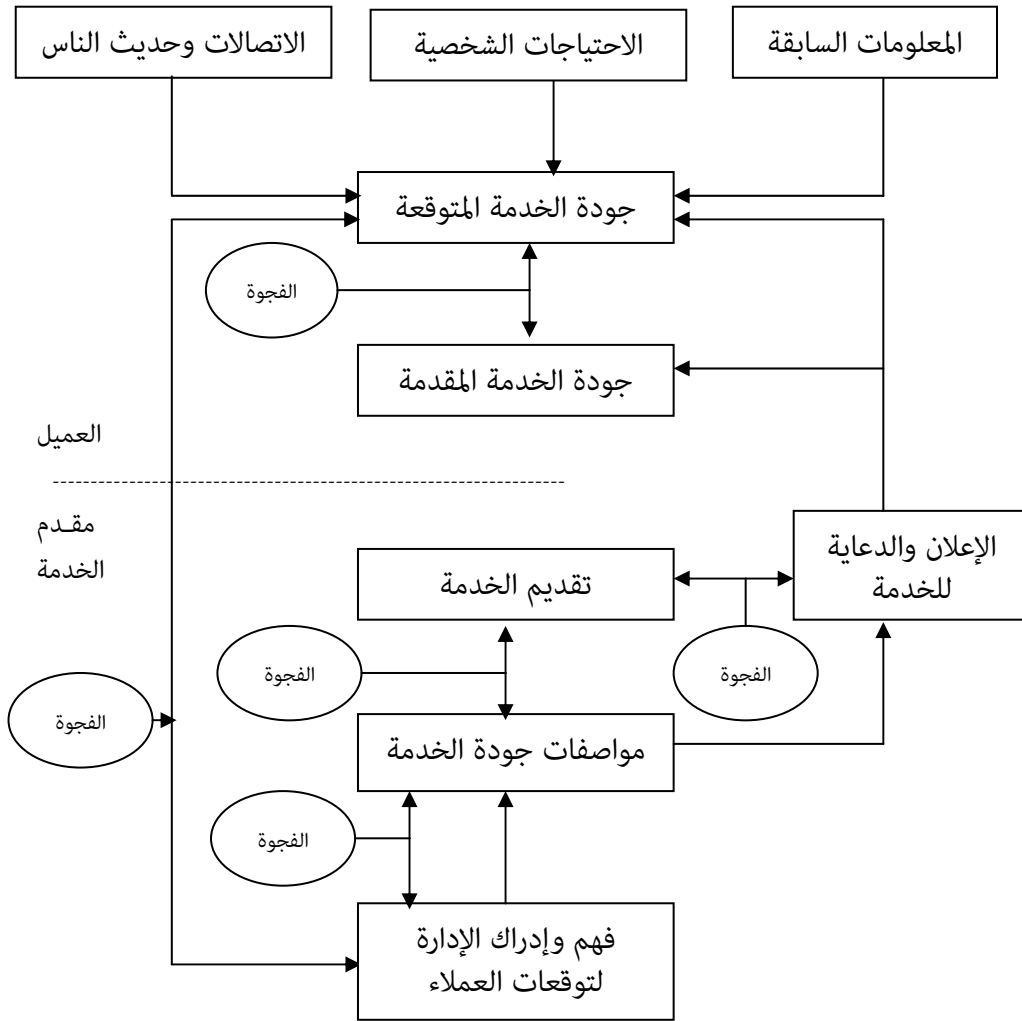 المعلومات السابقة
الاحتياجات الشخصية
الاتصالات وحديث الناس
جودة الخدمة المتوقعة
الفجوة
جودة الخدمة المقدمة
العميل
مقـدم
الخدمة
الإعلان والدعاية
للخدمة
تقديم الخدمة
الفجوة
الفجوة
الفجوة
مواصفات جودة الخدمة
الفجوة
فهم وإدراك الإدارة
لتوقعات العملاء